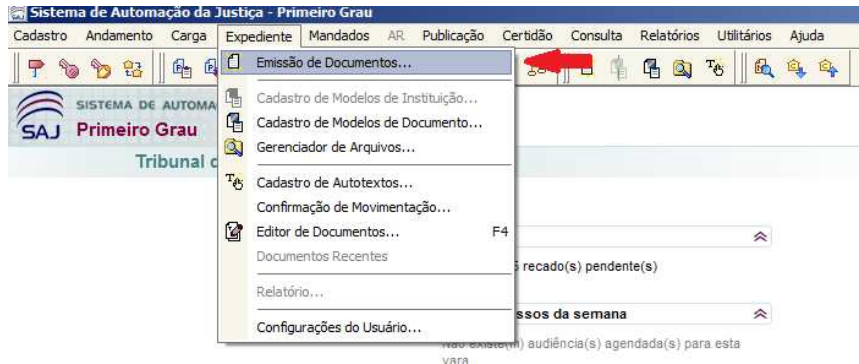 Sistema de Automação da Justiça - Primeiro Grau
Cadastro Andamento Carga Expediente Mandados AR Publicação Certidão Consulta Relatórios Utilitários Ajuda
Emissão de Documentos...
Cadastro de Modelos de Instituição...
Cadastro de Modelos de Documento...
Gerenciador de Arquivos...
Cadastro de Autotextos...
Confirmação de Movimentação...
Editor de Documentos... F4
Documentos Recentes
Relatório...
Configurações do Usuário...
SISTEMA DE AUTOMA
SAJ Primeiro Grau
Tribunal d
recado(s) pendente(s)
ssos da semana
Não existe(m) audiência(s) agendada(s) para esta
vara